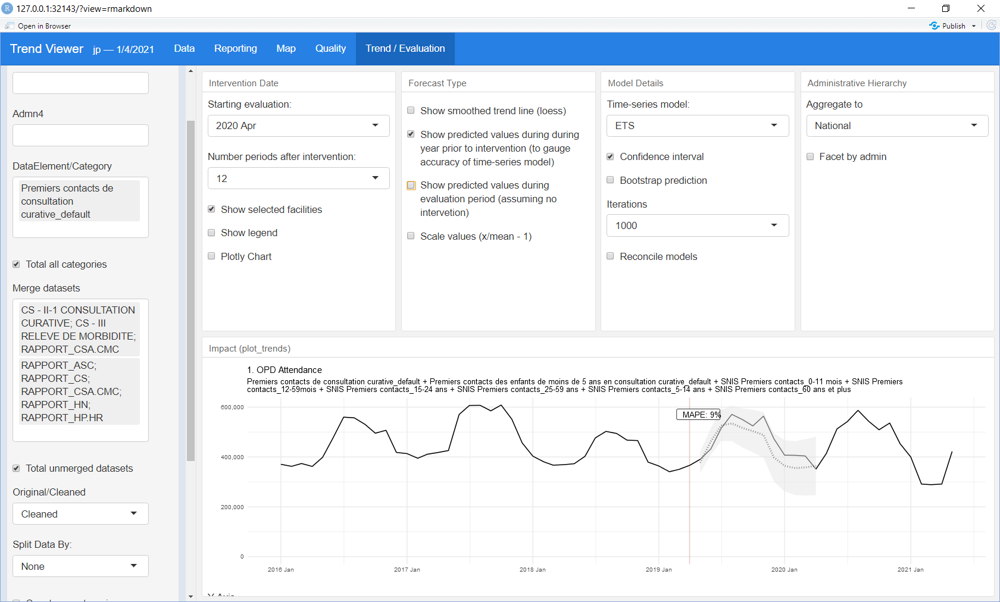 127.0.0.1:32143/?view=rmarkdown
Open in Browser
Publish
Trend Viewer jp — 1/4/2021 Data Reporting Map Quality Trend / Evaluation
Admn4
DataElement/Category
Premiers contacts de
consultation
curative_default
Total all categories
Merge datasets
CS - II-1 CONSULTATION
CURATIVE; CS - III
RELEVE DE MORBIDITE;
RAPPORT_CSA.CMC
RAPPORT_ASC;
RAPPORT_CS;
RAPPORT_CSA.CMC;
RAPPORT_HN;
RAPPORT_HP.HR
Total unmerged datasets
Original/Cleaned
Cleaned
Split Data By:
None
Intervention Date
Starting evaluation:
2020 Apr
Number periods after intervention:
12
Show selected facilities
Show legend
Plotly Chart
Forecast Type
Show smoothed trend line (loess)
Show predicted values during during
year prior to intervention (to gauge
accuracy of time-series model)
Show predicted values during
evaluation period (assuming no
intervetion)
Scale values (x/mean - 1)
Model Details
Time-series model:
ETS
Confidence interval
Bootstrap prediction
Iterations
1000
Reconcile models
Administrative Hierarchy
Aggregate to
National
Facet by admin
Impact (plot_trends)
1. OPD Attendance
Premiers contacts de consultation curative_default + Premiers contacts des enfants de moins de 5 ans en consultation curative_default + SNIS Premiers contacts_0-11 mois + SNIS Premiers
contacts_12-59mois + SNIS Premiers contacts_15-24 ans + SNIS Premiers contacts_25-59 ans + SNIS Premiers contacts_5-14 ans + SNIS Premiers contacts_60 ans et plus
600,000
MAPE: 9%
400,000
200,000
0
2016 Jan 2017 Jan 2018 Jan 2019 Jan 2020 Jan 2021 Jan